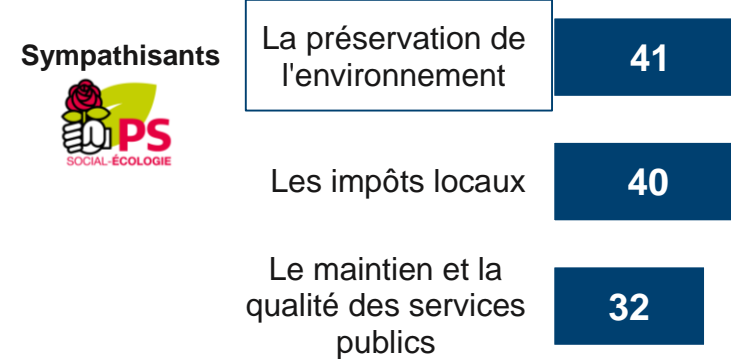 Sympathisants
PS
SOCIAL-ÉCOLOGIE
La préservation de
l'environnement
41
Les impôts locaux
40
Le maintien et la
qualité des services
publics
32